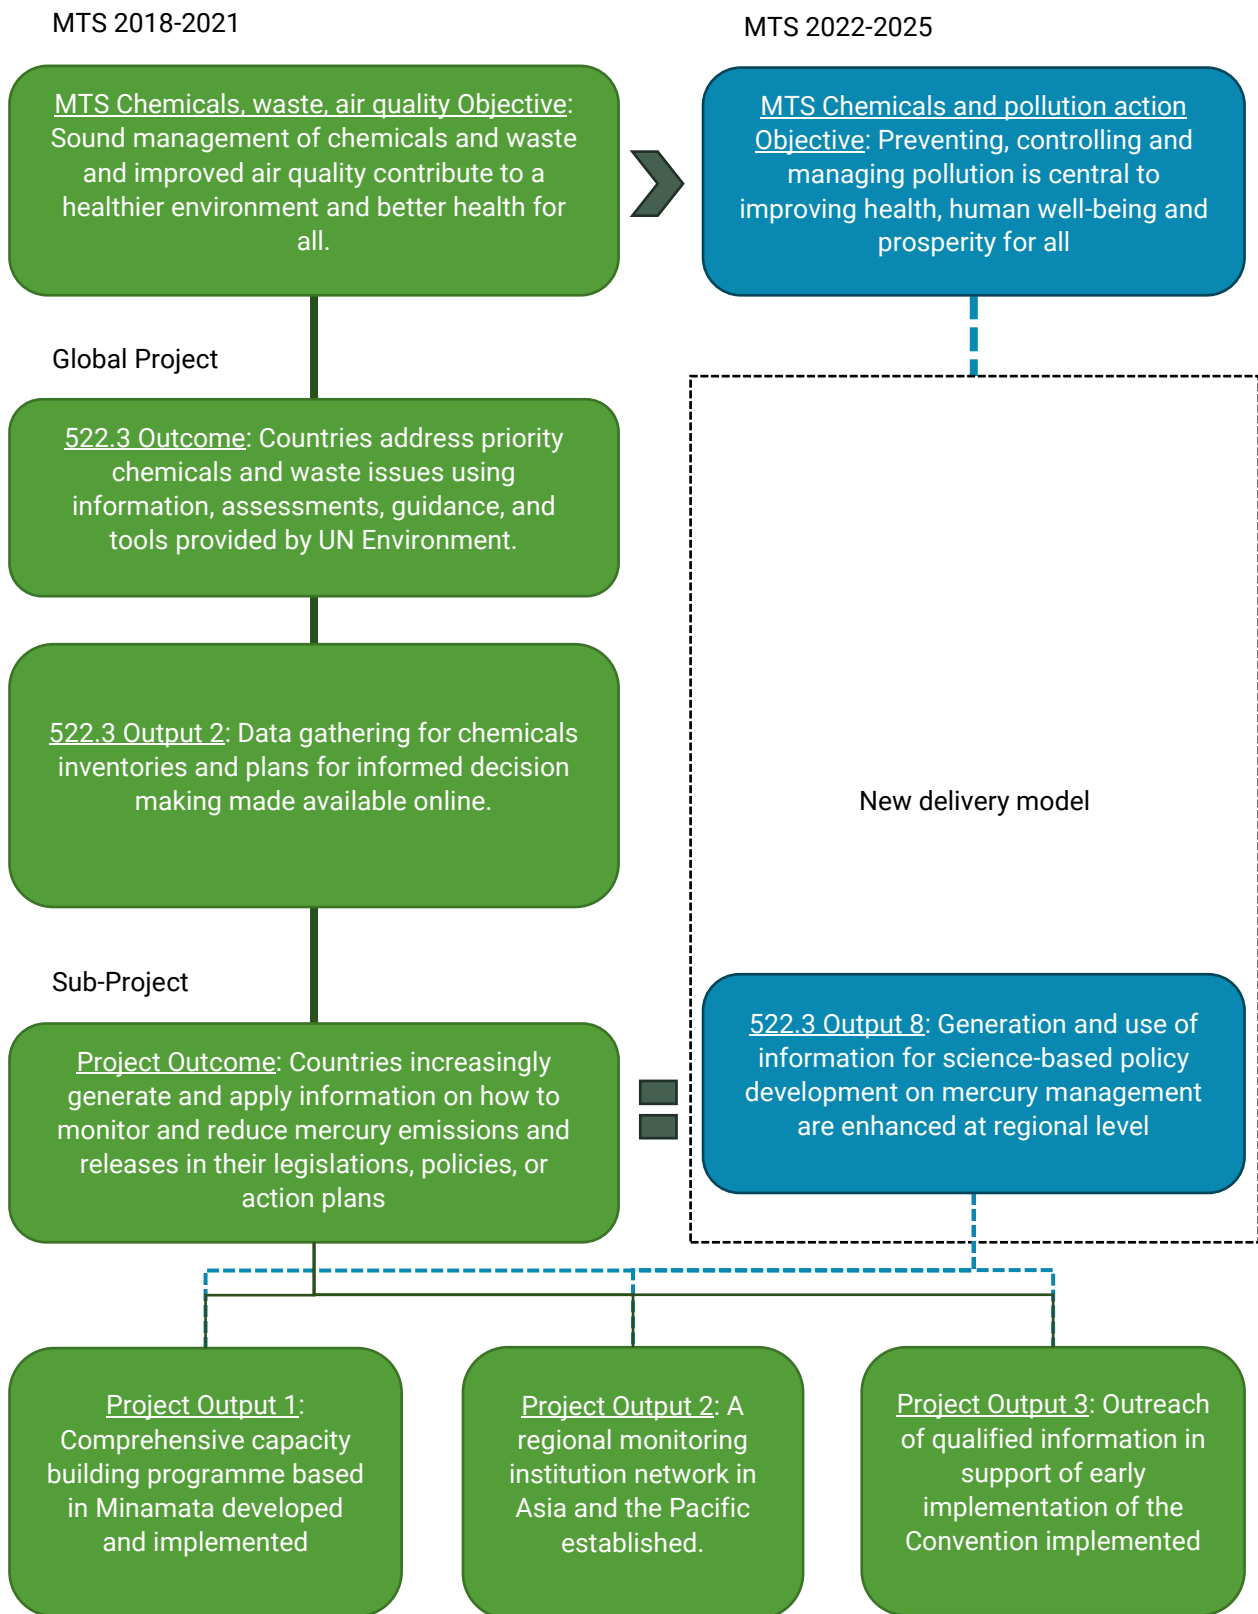 MTS 2018-2021
MTS 2022-2025
MTS Chemicals, waste, air quality Objective:
Sound management of chemicals and waste
and improved air quality contribute to a
healthier environment and better health for
all.
MTS Chemicals and pollution action
Objective: Preventing, controlling and
managing pollution is central to
improving health, human well-being and
prosperity for all
Global Project
522.3 Outcome: Countries address priority
chemicals and waste issues using
information, assessments, guidance, and
tools provided by UN Environment.
522.3 Output 2: Data gathering for chemicals
inventories and plans for informed decision
making made available online.
New delivery model
Sub-Project
Project Outcome: Countries increasingly
generate and apply information on how to
monitor and reduce mercury emissions and
releases in their legislations, policies, or
action plans
522.3 Output 8: Generation and use of
information for science-based policy
development on mercury management
are enhanced at regional level
Project Output 1:
Comprehensive capacity
building programme based
in Minamata developed
and implemented
Project Output 2: A
regional monitoring
institution network in
Asia and the Pacific
established.
Project Output 3: Outreach
of qualified information in
support of early
implementation of the
Convention implemented